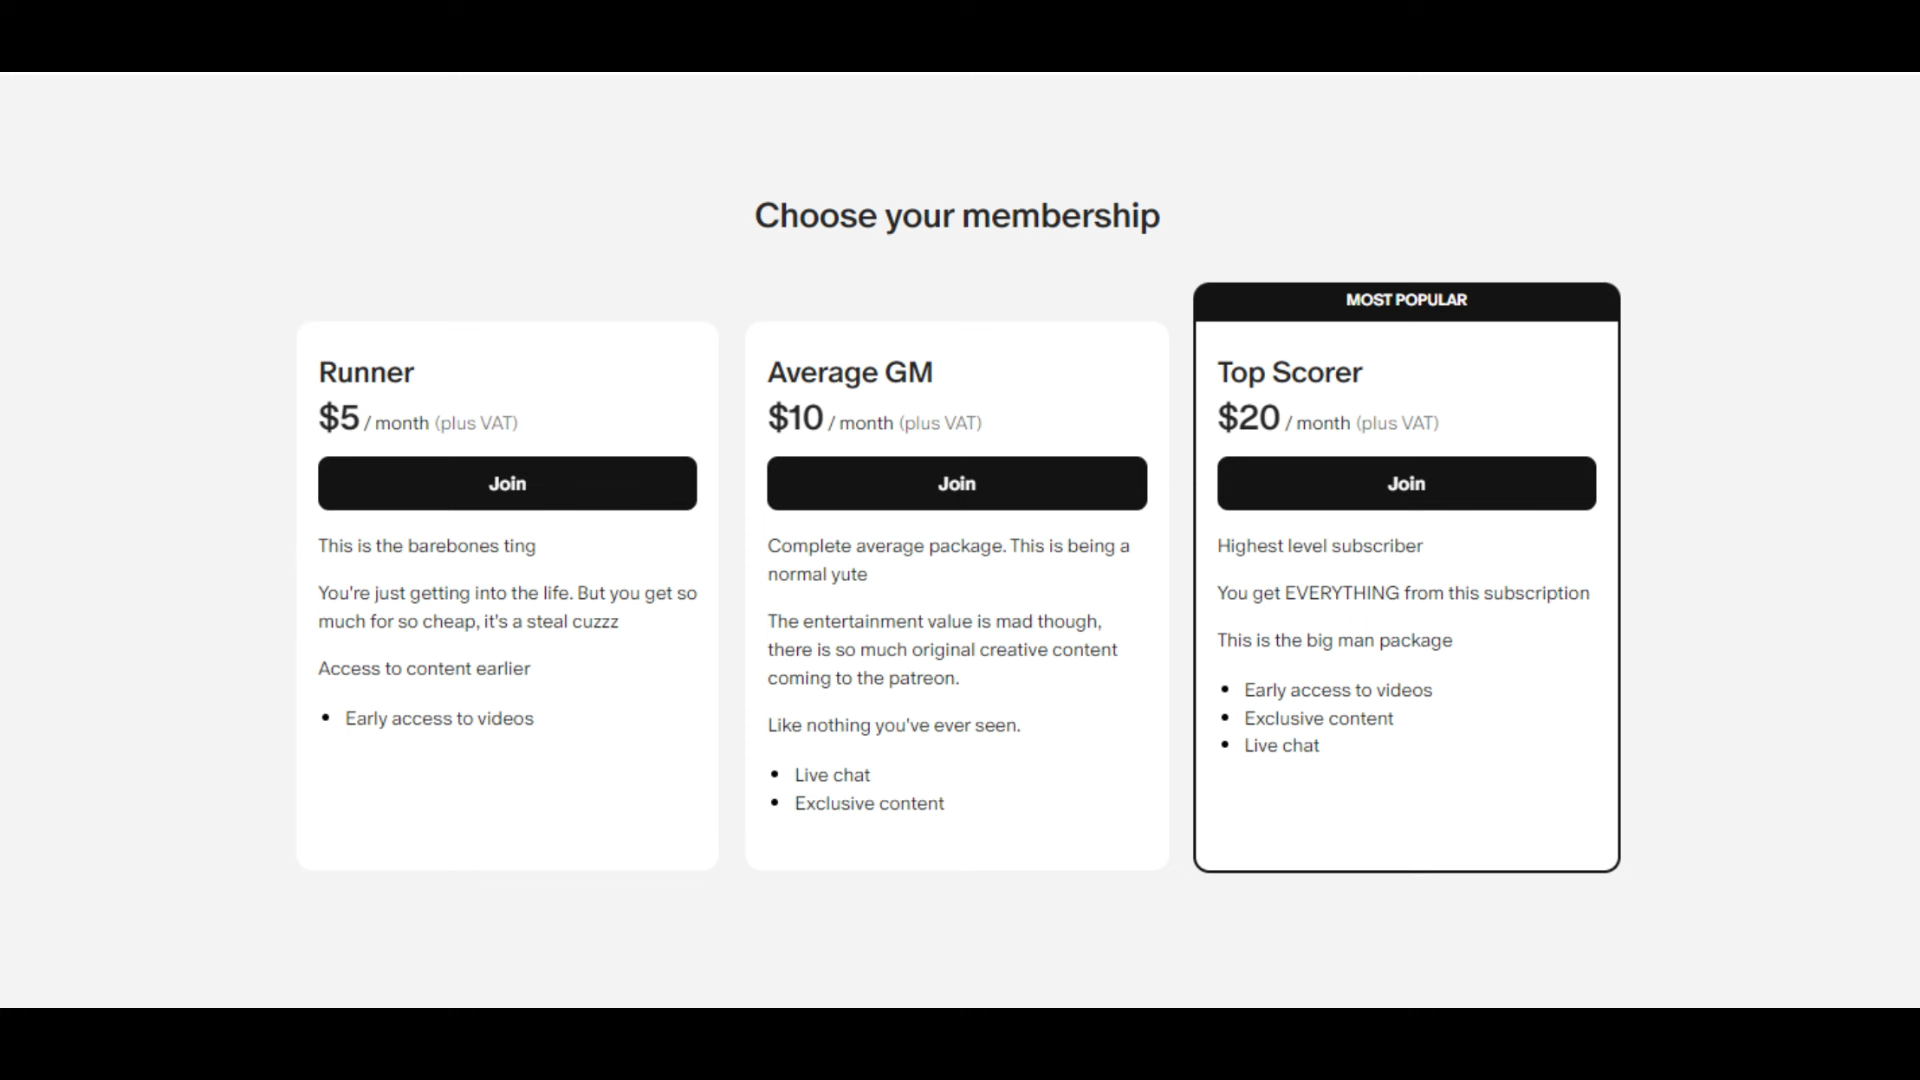 Choose your membership
Runner
$5 / month (plus VAT)
Join
This is the barebones ting
You're just getting into the life. But you get so
much for so cheap, it's a steal cuzzz
Access to content earlier
• Early access to videos
Average GM
$10 / month (plus VAT)
Join
Complete average package. This is being a
normal yute
The entertainment value is mad though,
there is so much original creative content
coming to the patreon.
Like nothing you've ever seen.
• Live chat
• Exclusive content
MOST POPULAR
Top Scorer
$20 / month (plus VAT)
Join
Highest level subscriber
You get EVERYTHING from this subscription
This is the big man package
• Early access to videos
• Exclusive content
• Live chat